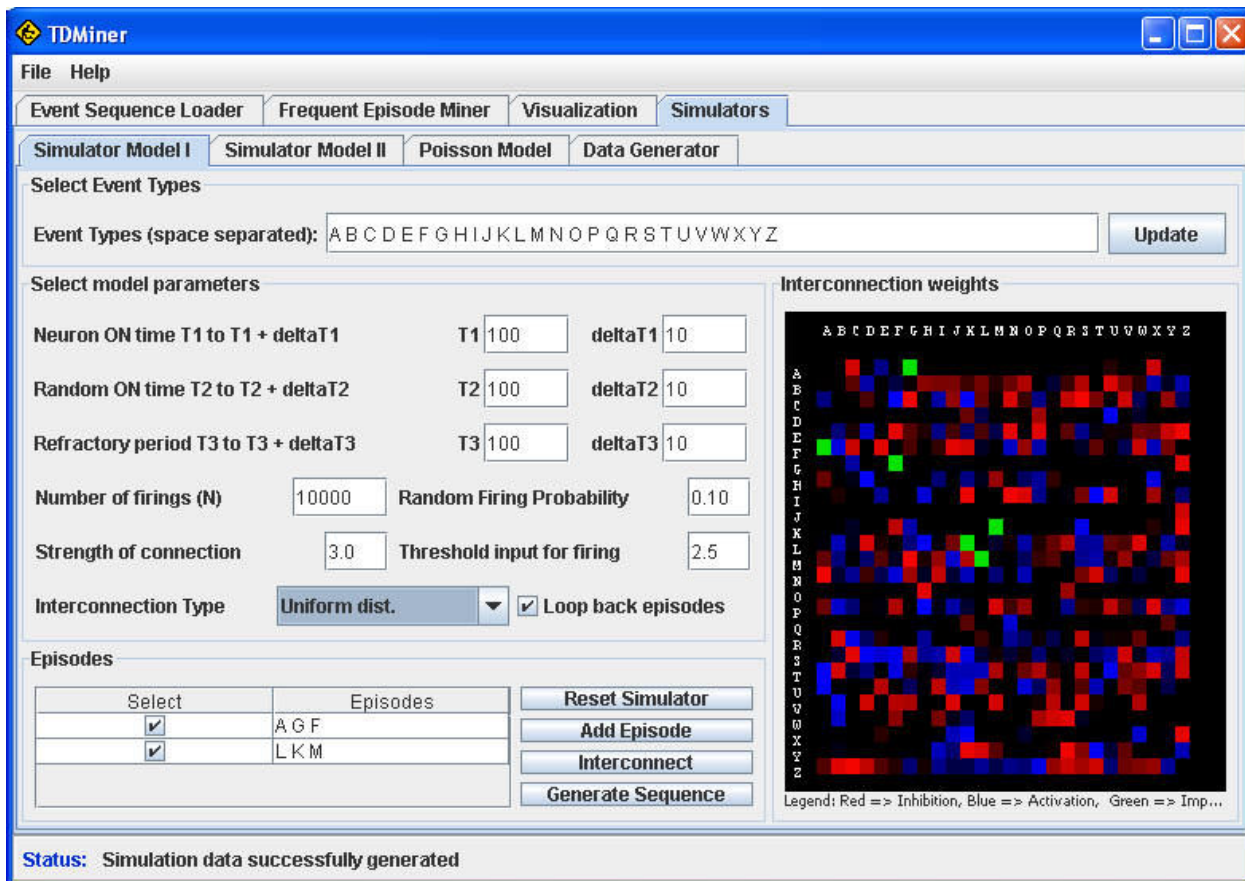 TDMiner
File Help
Event Sequence Loader Frequent Episode Miner Visualization Simulators
Simulator Model I Simulator Model II Poisson Model Data Generator
Select Event Types
Event Types (space separated): A B C D E F G H I J K L M N O P Q R S T U V W X Y Z Update
Select model parameters
Neuron ON time T1 to T1 + deltaT1 T1 100 deltaT1 10
Random ON time T2 to T2 + deltaT2 T2 100 deltaT2 10
Refractory period T3 to T3 + deltaT3 T3 100 deltaT3 10
Number of firings (N) 10000 Random Firing Probability 0.10
Strength of connection 3.0 Threshold input for firing 2.5
Interconnection Type Uniform dist. Loop back episodes
Episodes
Select Episodes
A G F
L K M
Reset Simulator
Add Episode
Interconnect
Generate Sequence
Interconnection weights
A B C D E F G H I J K L M N O P Q R S T U V W X Y Z
A
B
C
D
E
F
G
H
I
J
K
L
M
N
O
P
Q
R
S
T
U
V
W
X
Y
Z
Legend: Red => Inhibition, Blue => Activation, Green => Imp...
Status: Simulation data successfully generated